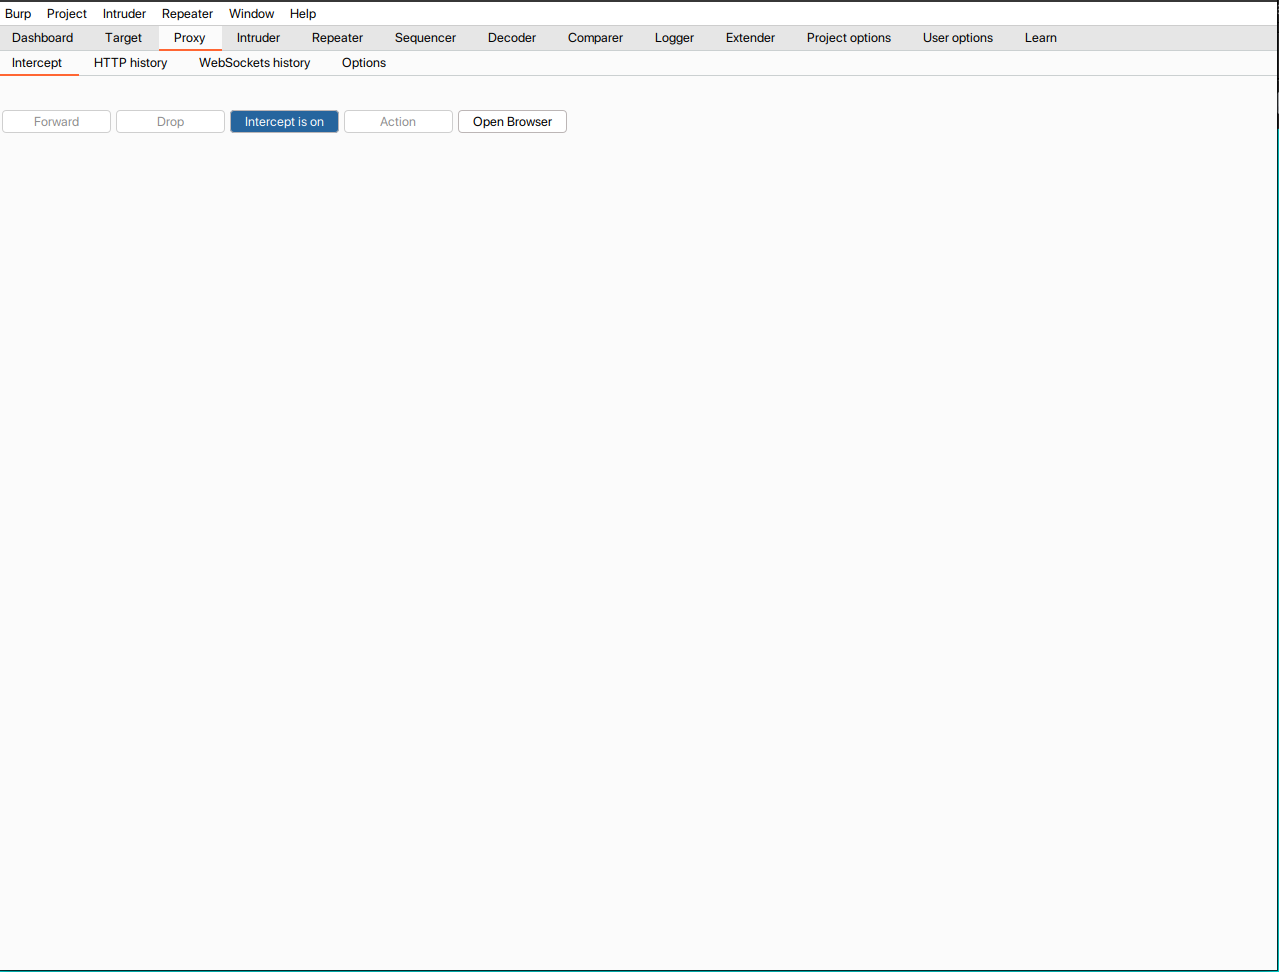 Burp Project Intruder Repeater Window Help
Dashboard Target Proxy Intruder Repeater Sequencer Decoder Comparer Logger Extender Project options User options Learn
Intercept HTTP history WebSockets history Options
Forward Drop Intercept is on Action Open Browser